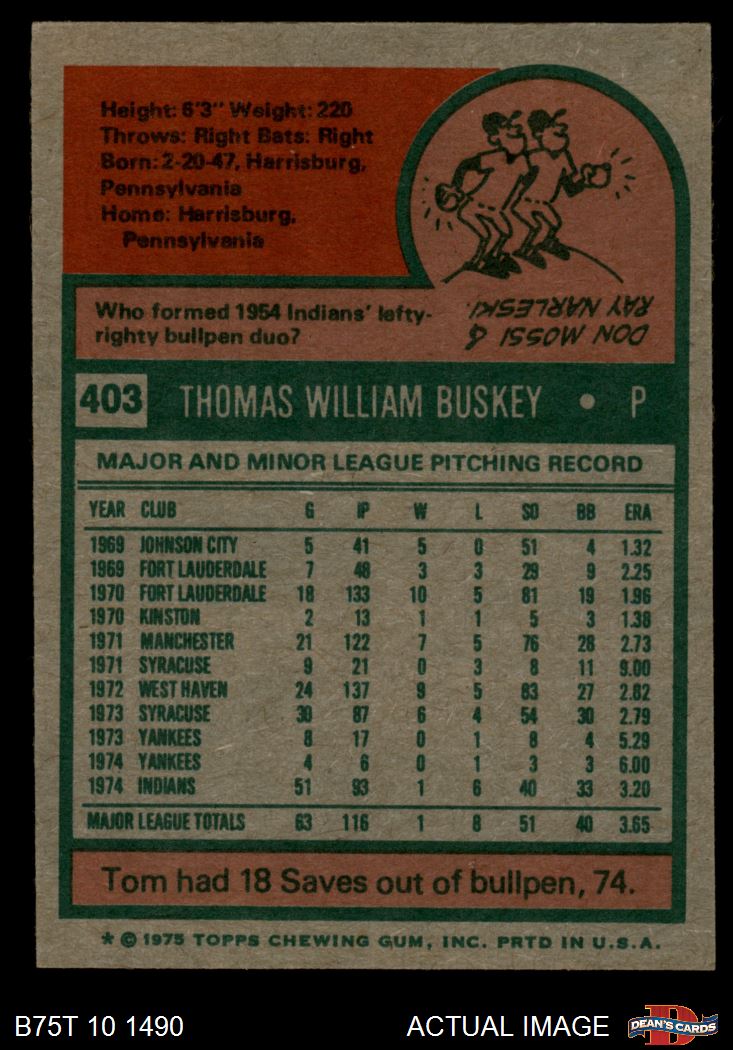 Height: 6'3" Weight: 220
Throws: Right Bats: Right
Born: 2-20-47, Harrisburg,
Pennsylvania
Home: Harrisburg,
Pennsylvania
Who formed 1954 Indians' lefty-
righty bullpen duo?
DON MOSSI &
RAY NARLESKI.
403 THOMAS WILLIAM BUSKEY • P
MAJOR AND MINOR LEAGUE PITCHING RECORD
YEAR CLUB G IP W L SO BB ERA
1969 JOHNSON CITY 5 41 5 0 51 4 1.32
1969 FORT LAUDERDALE 7 48 3 3 29 9 2.25
1970 FORT LAUDERDALE 18 133 10 5 81 19 1.96
1970 KINSTON 2 13 1 1 5 3 1.38
1971 MANCHESTER 21 122 7 5 76 28 2.73
1971 SYRACUSE 9 21 0 3 8 11 9.00
1972 WEST HAVEN 24 137 9 5 83 27 2.82
1973 SYRACUSE 30 87 6 4 54 30 2.79
1973 YANKEES 8 17 0 1 8 4 5.29
1974 YANKEES 4 6 0 1 3 3 6.00
1974 INDIANS 51 93 1 6 40 33 3.20
MAJOR LEAGUE TOTALS 63 116 1 8 51 40 3.65
Tom had 18 Saves out of bullpen, 74.
* © 1975 TOPPS CHEWING GUM, INC. PRTD IN U.S.A.
B75T 10 1490 ACTUAL IMAGE D DEAN'S CARDS